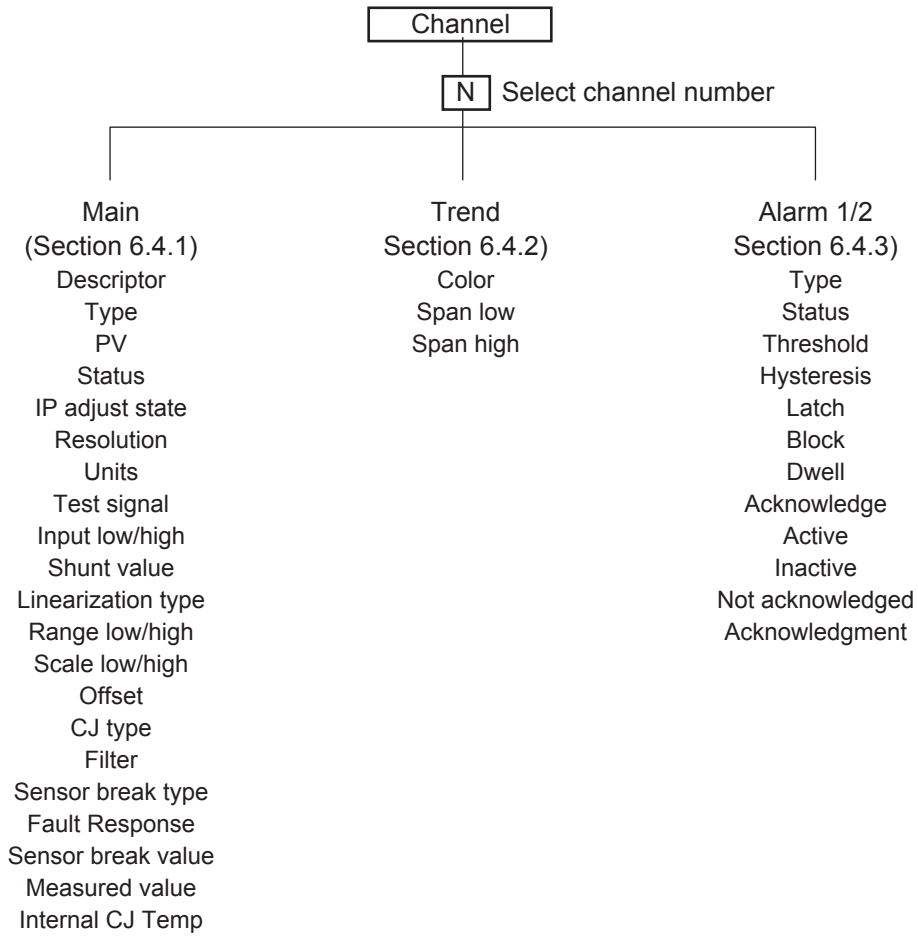 Channel
N Select channel number
Main
(Section 6.4.1)
Descriptor
Type
PV
Status
IP adjust state
Resolution
Units
Test signal
Input low/high
Shunt value
Linearization type
Range low/high
Scale low/high
Offset
CJ type
Filter
Sensor break type
Fault Response
Sensor break value
Measured value
Internal CJ Temp
Trend
Section 6.4.2)
Color
Span low
Span high
Alarm 1/2
Section 6.4.3)
Type
Status
Threshold
Hysteresis
Latch
Block
Dwell
Acknowledge
Active
Inactive
Not acknowledged
Acknowledgment